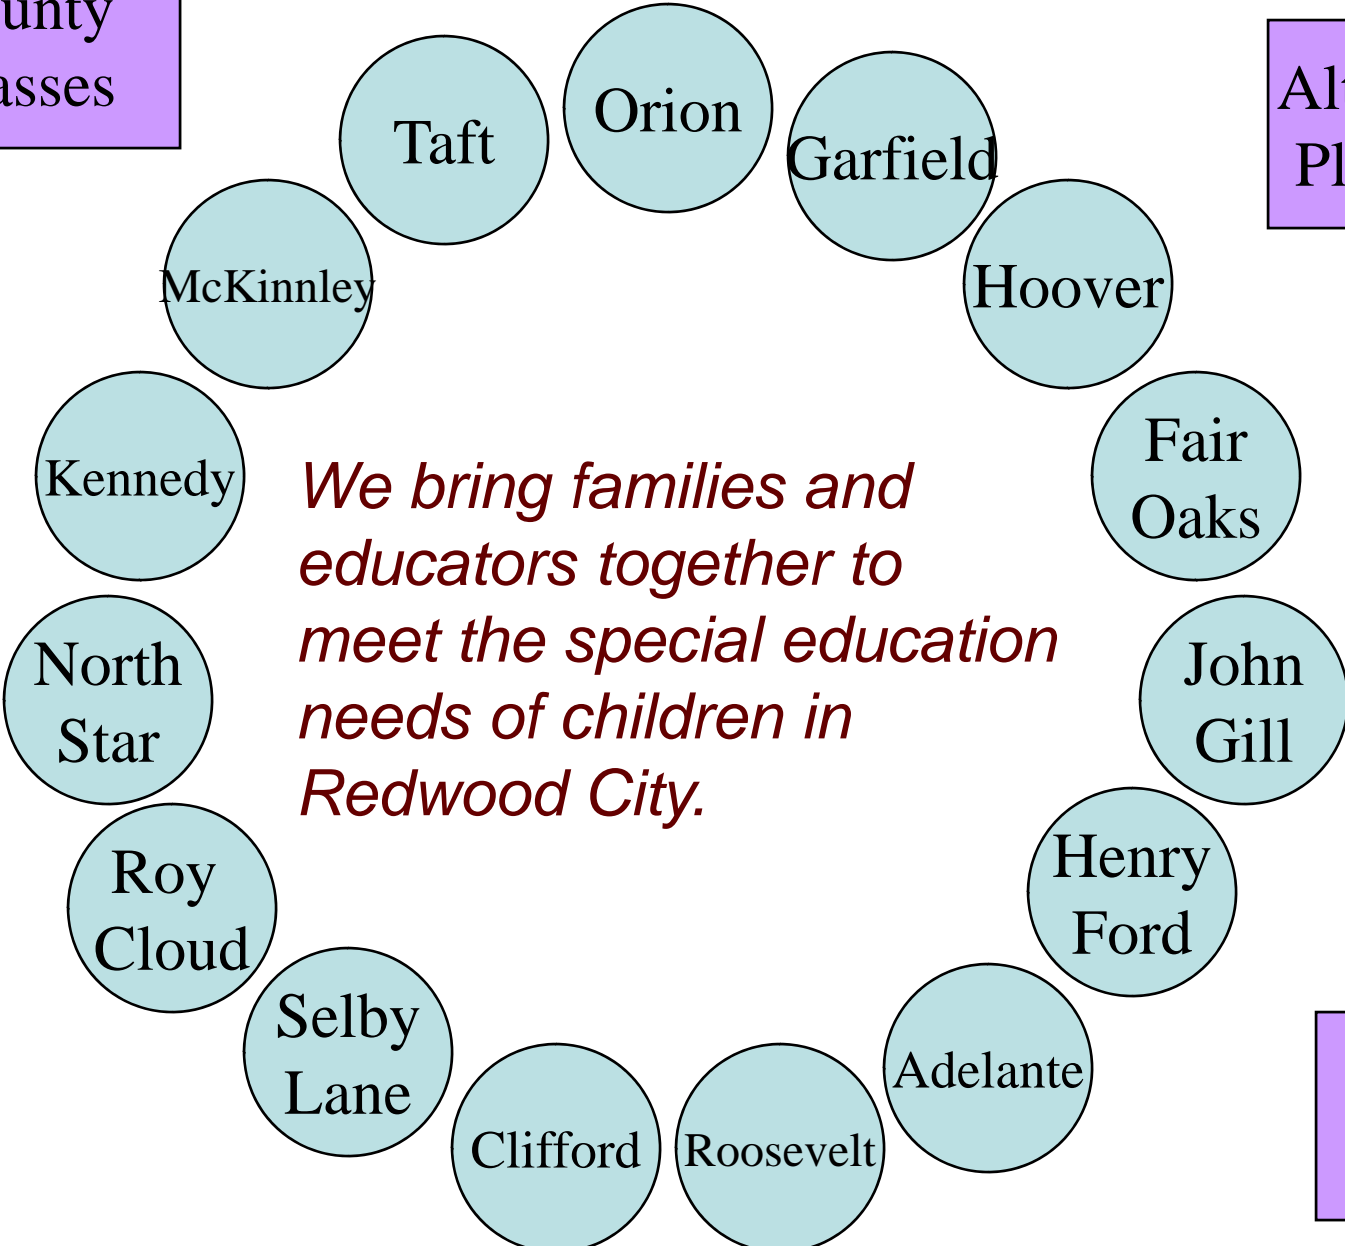 Taft
Orion
Garfield
McKinnley
Hoover
Kennedy
Fair
Oaks
We bring families and
educators together to
meet the special education
needs of children in
Redwood City.
North
Star
John
Gill
Roy
Cloud
Henry
Ford
Selby
Lane
Adelante
Clifford
Roosevelt